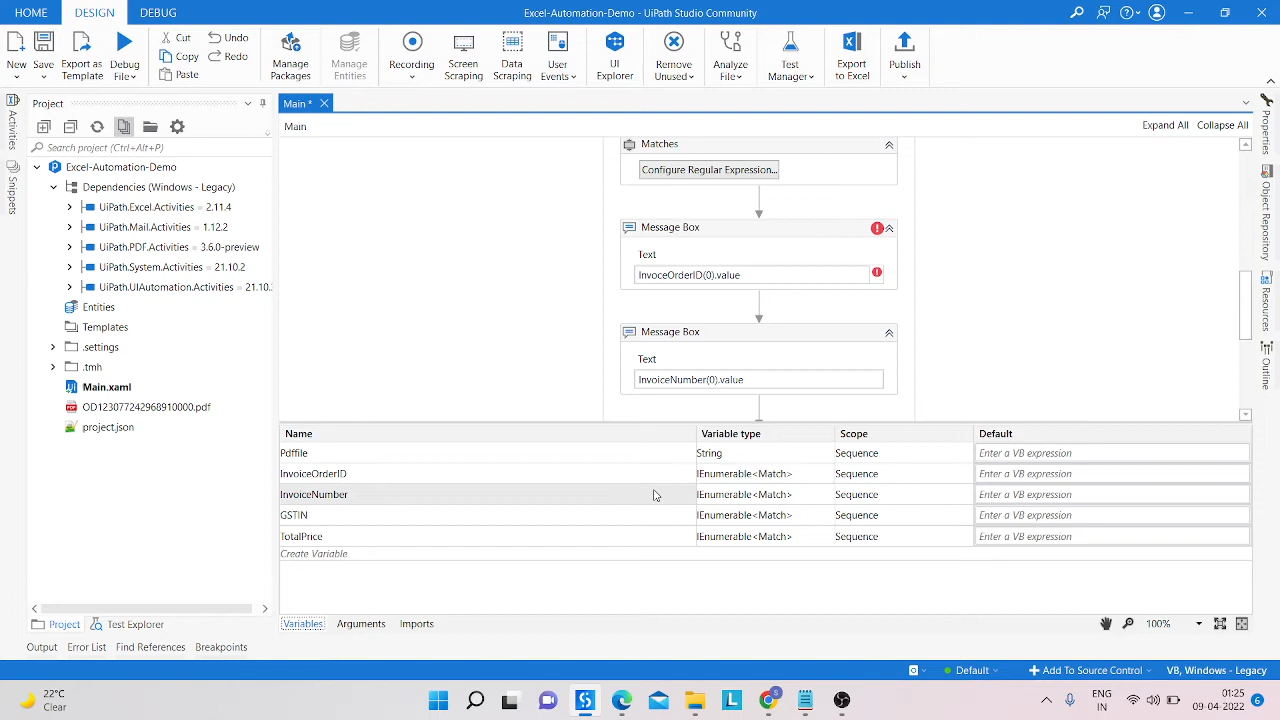 HOME
DESIGN
DEBUG
Excel-Automation-Demo - UiPath Studio Community
New
Save
Export as Template
Debug File
Cut
Copy
Paste
Undo
Redo
Manage Packages
Manage Entities
Recording
Screen Scraping
Data Scraping
User Events
UI Explorer
Remove Unused
Analyze File
Test Manager
Export to Excel
Publish
Activities
Snippets
Project
Search project (Ctrl+Alt+P)
Excel-Automation-Demo
Dependencies (Windows - Legacy)
UiPath.Excel.Activities = 2.11.4
UiPath.Mail.Activities = 1.12.2
UiPath.PDF.Activities = 3.6.0-preview
UiPath.System.Activities = 21.10.2
UiPath.UIAutomation.Activities = 21.10.
Entities
Templates
.settings
.tmh
Main.xaml
OD123077242968910000.pdf
project.json
Project
Test Explorer
Main *
Main
Expand All
Collapse All
Matches
Configure Regular Expression...
Message Box
Text
InvoceOrderID(0).value
Message Box
Text
InvoiceNumber(0).value
Name Variable type Scope Default
Pdffile String Sequence Enter a VB expression
InvoiceOrderID IEnumerable<Match> Sequence Enter a VB expression
InvoiceNumber IEnumerable<Match> Sequence Enter a VB expression
GSTIN IEnumerable<Match> Sequence Enter a VB expression
TotalPrice IEnumerable<Match> Sequence Enter a VB expression
Create Variable
Variables
Arguments
Imports
100%
Properties
Object Repository
Resources
Outline
Output
Error List
Find References
Breakpoints
Default
Add To Source Control
VB, Windows - Legacy
22°C
Clear
ENG
IN
01:25
09-04-2022
6